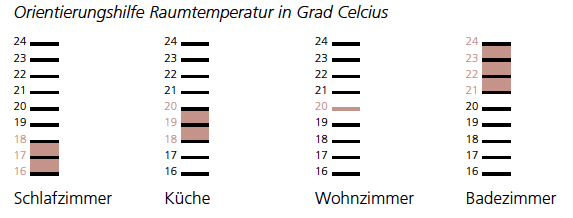 Orientierungshilfe Raumtemperatur in Grad Celcius
24 24 24 24
23 23 23 23
22 22 22 22
21 21 21 21
20 20 20 20
19 19 19 19
18 18 18 18
17 17 17 17
16 16 16 16
Schlafzimmer Küche Wohnzimmer Badezimmer